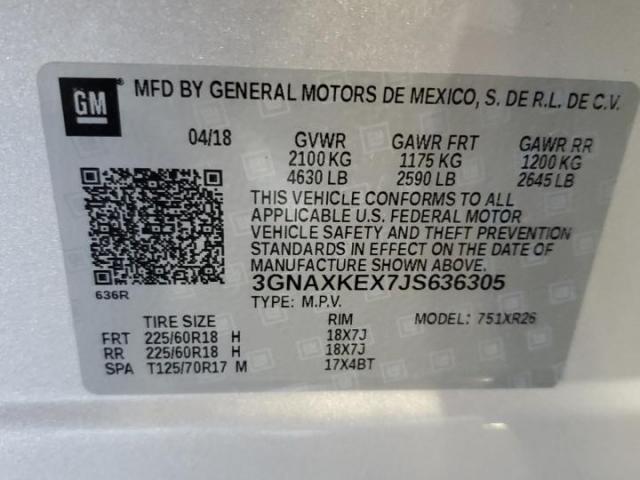 GM
MFD BY GENERAL MOTORS DE MEXICO, S. DE R.L. DE C.V.
04/18 GVWR GAWR FRT GAWR RR
2100 KG 1175 KG 1200 KG
4630 LB 2590 LB 2645 LB
THIS VEHICLE CONFORMS TO ALL
APPLICABLE U.S. FEDERAL MOTOR
VEHICLE SAFETY AND THEFT PREVENTION
STANDARDS IN EFFECT ON THE DATE OF
MANUFACTURE SHOWN ABOVE.
636R
3GNAXKEX7JS636305
TYPE: M.P.V.
TIRE SIZE RIM MODEL: 751XR26
FRT 225/60R18 H 18X7J
RR 225/60R18 H 18X7J
SPA T125/70R17 M 17X4BT